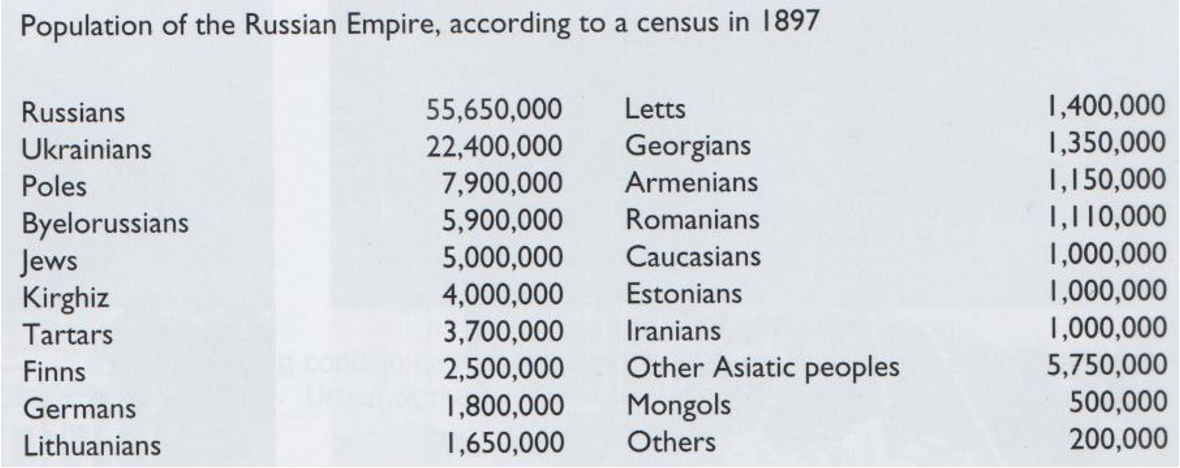 Population of the Russian Empire, according to a census in 1897
Russians 55,650,000
Ukrainians 22,400,000
Poles 7,900,000
Byelorussians 5,900,000
Jews 5,000,000
Kirghiz 4,000,000
Tartars 3,700,000
Finns 2,500,000
Germans 1,800,000
Lithuanians 1,650,000
Letts 1,400,000
Georgians 1,350,000
Armenians 1,150,000
Romanians 1,110,000
Caucasians 1,000,000
Estonians 1,000,000
Iranians 1,000,000
Other Asiatic peoples 5,750,000
Mongols 500,000
Others 200,000